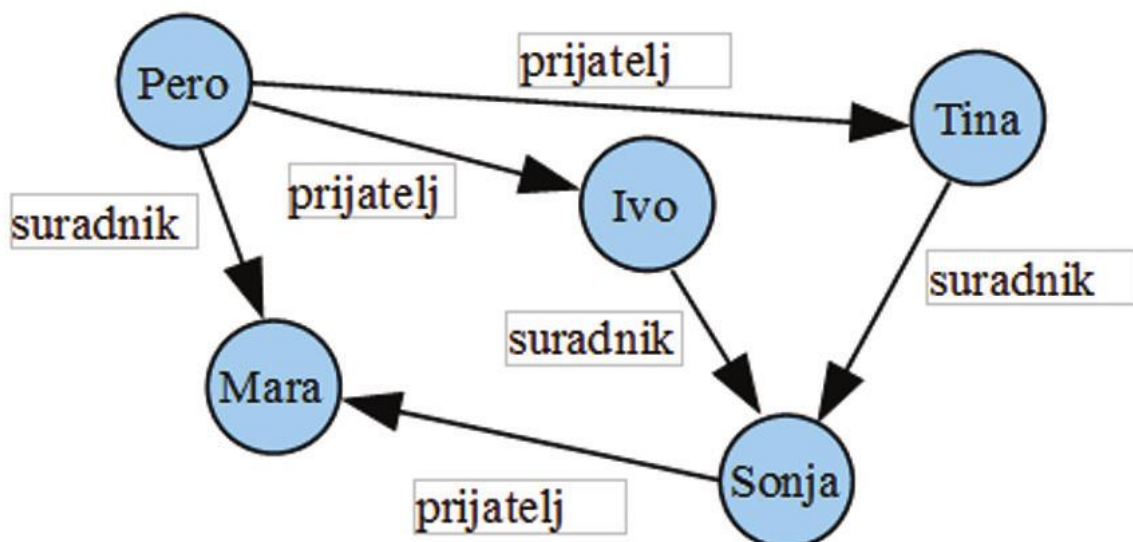 prijatelj
Pero
Tina
prijatelj
Ivo
suradnik
suradnik
suradnik
Mara
Sonja
prijatelj